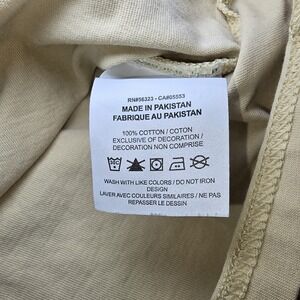 RN#56323 - CA#05553
MADE IN PAKISTAN
FABRIQUE AU PAKISTAN
100% COTTON / COTON
EXCLUSIVE OF DECORATION /
DECORATION NON COMPRISE
WASH WITH LIKE COLORS / DO NOT IRON
DESIGN
LAVER AVEC COULEURS SIMILAIRES / NE PAS
REPASSER LE DESSIN